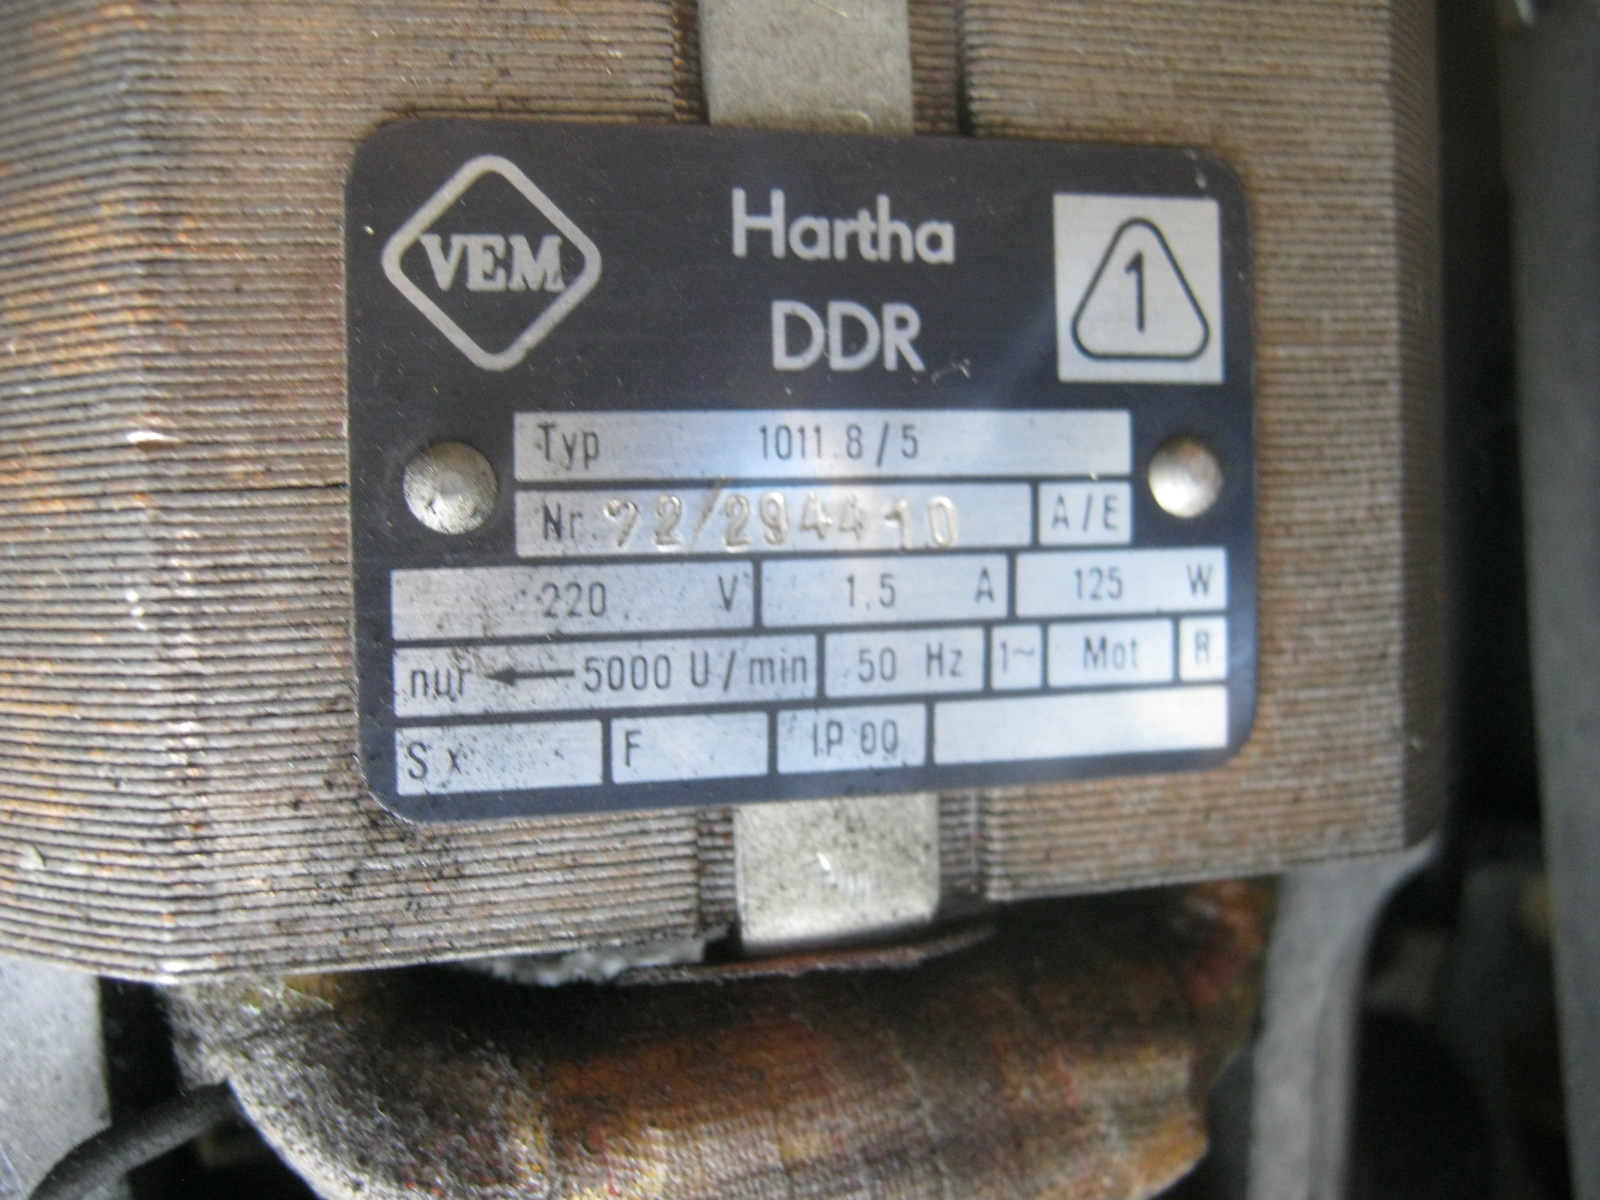 VEM
Hartha
DDR
1
Typ 1011.8/5
Nr. 72/294410 A/E
220 V 1,5 A 125 W
nur ← 5000 U/min 50 Hz 1~ Mot R
S x F IP 00